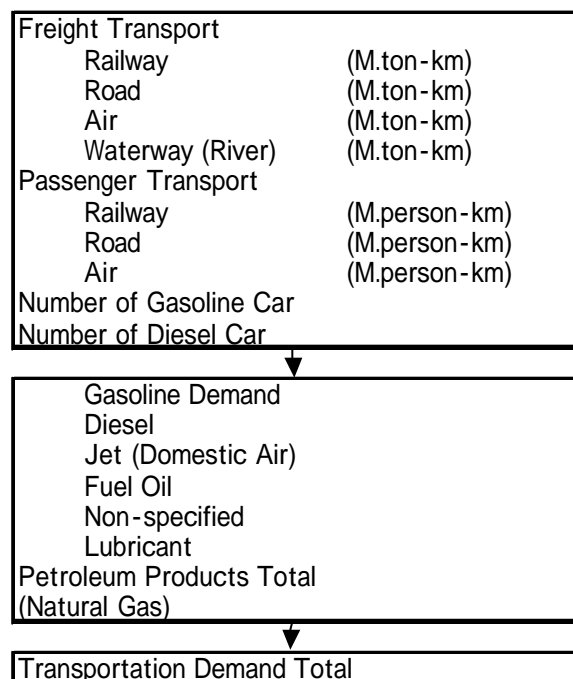 Freight Transport
Railway (M.ton-km)
Road (M.ton-km)
Air (M.ton-km)
Waterway (River) (M.ton-km)
Passenger Transport
Railway (M.person-km)
Road (M.person-km)
Air (M.person-km)
Number of Gasoline Car
Number of Diesel Car
Gasoline Demand
Diesel
Jet (Domestic Air)
Fuel Oil
Non-specified
Lubricant
Petroleum Products Total
(Natural Gas)
Transportation Demand Total